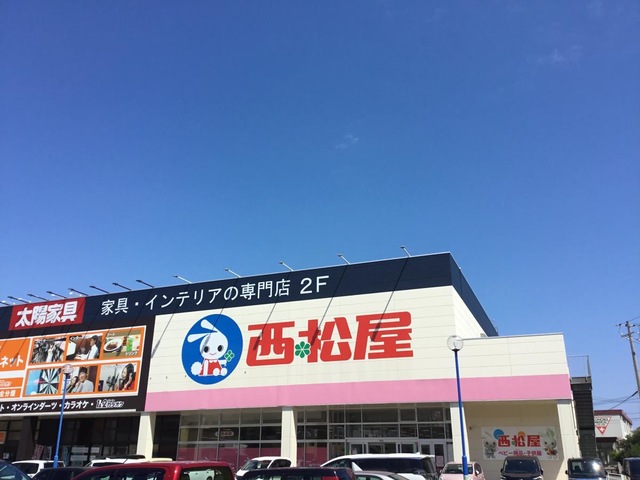 太陽家具
家具・インテリアの専門店 2F
西松屋
ネット
ト・オンラインダーツ・カラオケ・
西松屋
ベビー用品・子供服